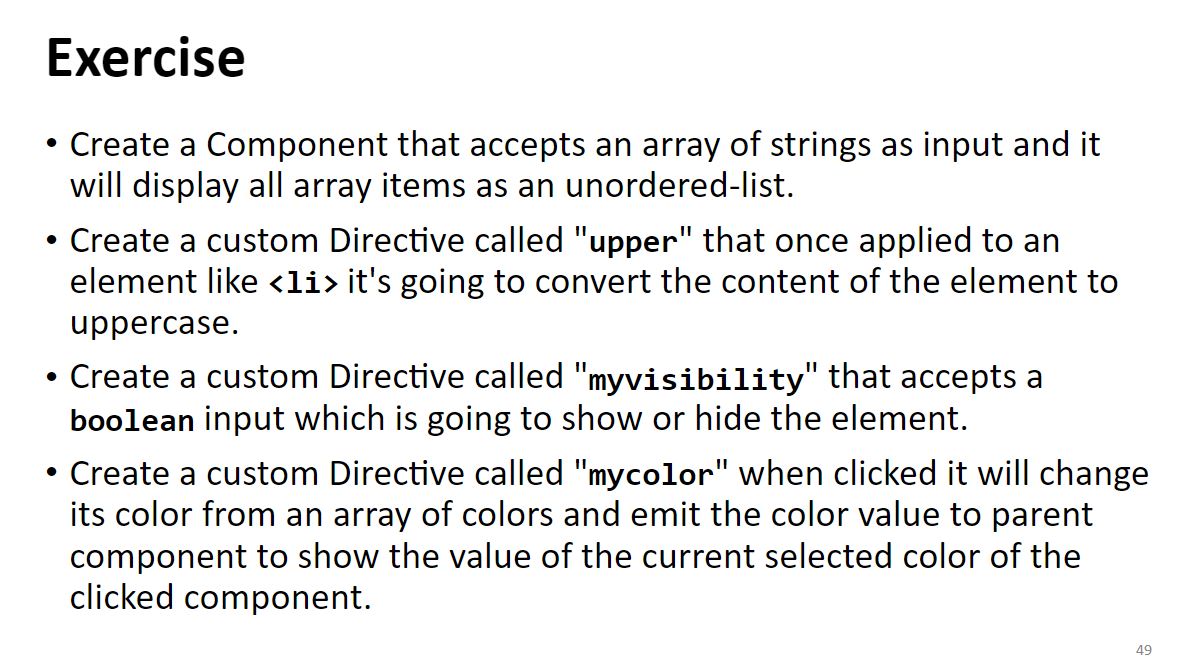 Exercise
• Create a Component that accepts an array of strings as input and it
will display all array items as an unordered-list.
• Create a custom Directive called "upper" that once applied to an
element like <li> it's going to convert the content of the element to
uppercase.
• Create a custom Directive called "myvisibility" that accepts a
boolean input which is going to show or hide the element.
• Create a custom Directive called "mycolor" when clicked it will change
its color from an array of colors and emit the color value to parent
component to show the value of the current selected color of the
clicked component.
49